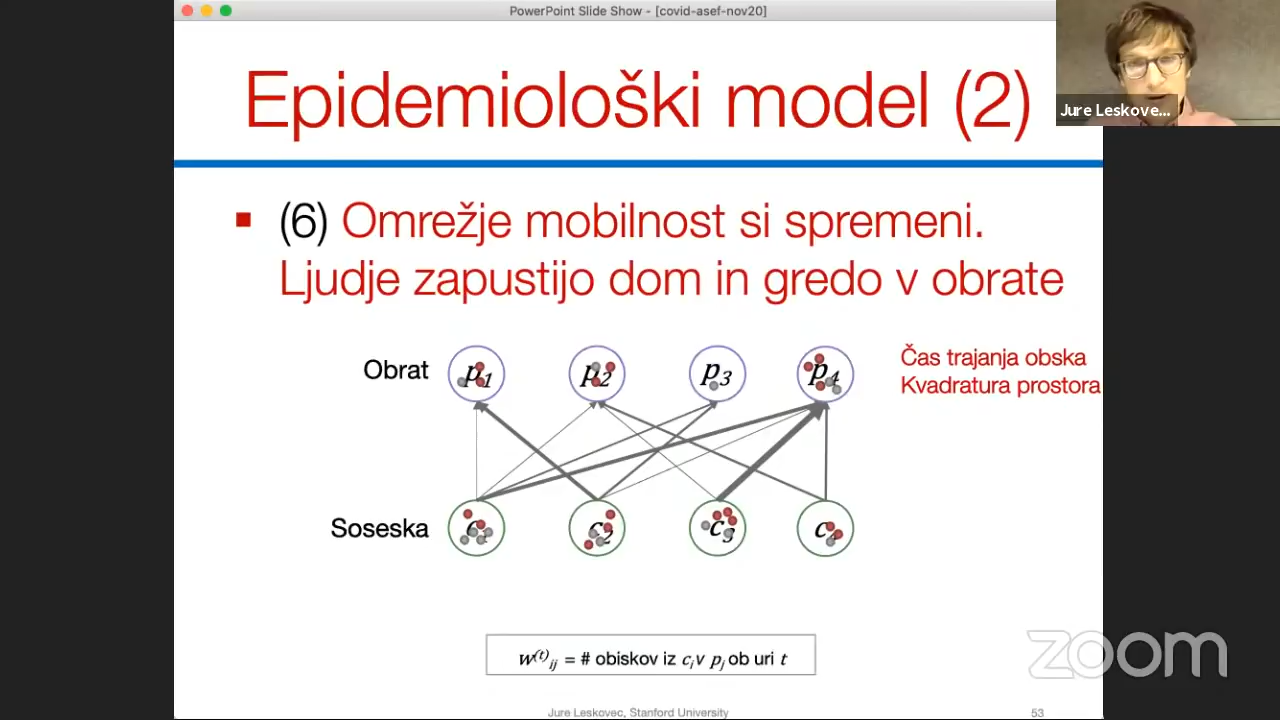 PowerPoint Slide Show - [covid-asef-nov20]
Epidemiološki model (2)
Jure Leskove...
▪ (6) Omrežje mobilnost si spremeni.
Ljudje zapustijo dom in gredo v obrate
Obrat
p1
p2
p3
p4
Čas trajanja obska
Kvadratura prostora
Soseska
c2
c3
w(t)ij = # obiskov iz ci v pj ob uri t
zoom
Jure Leskovec, Stanford University
53